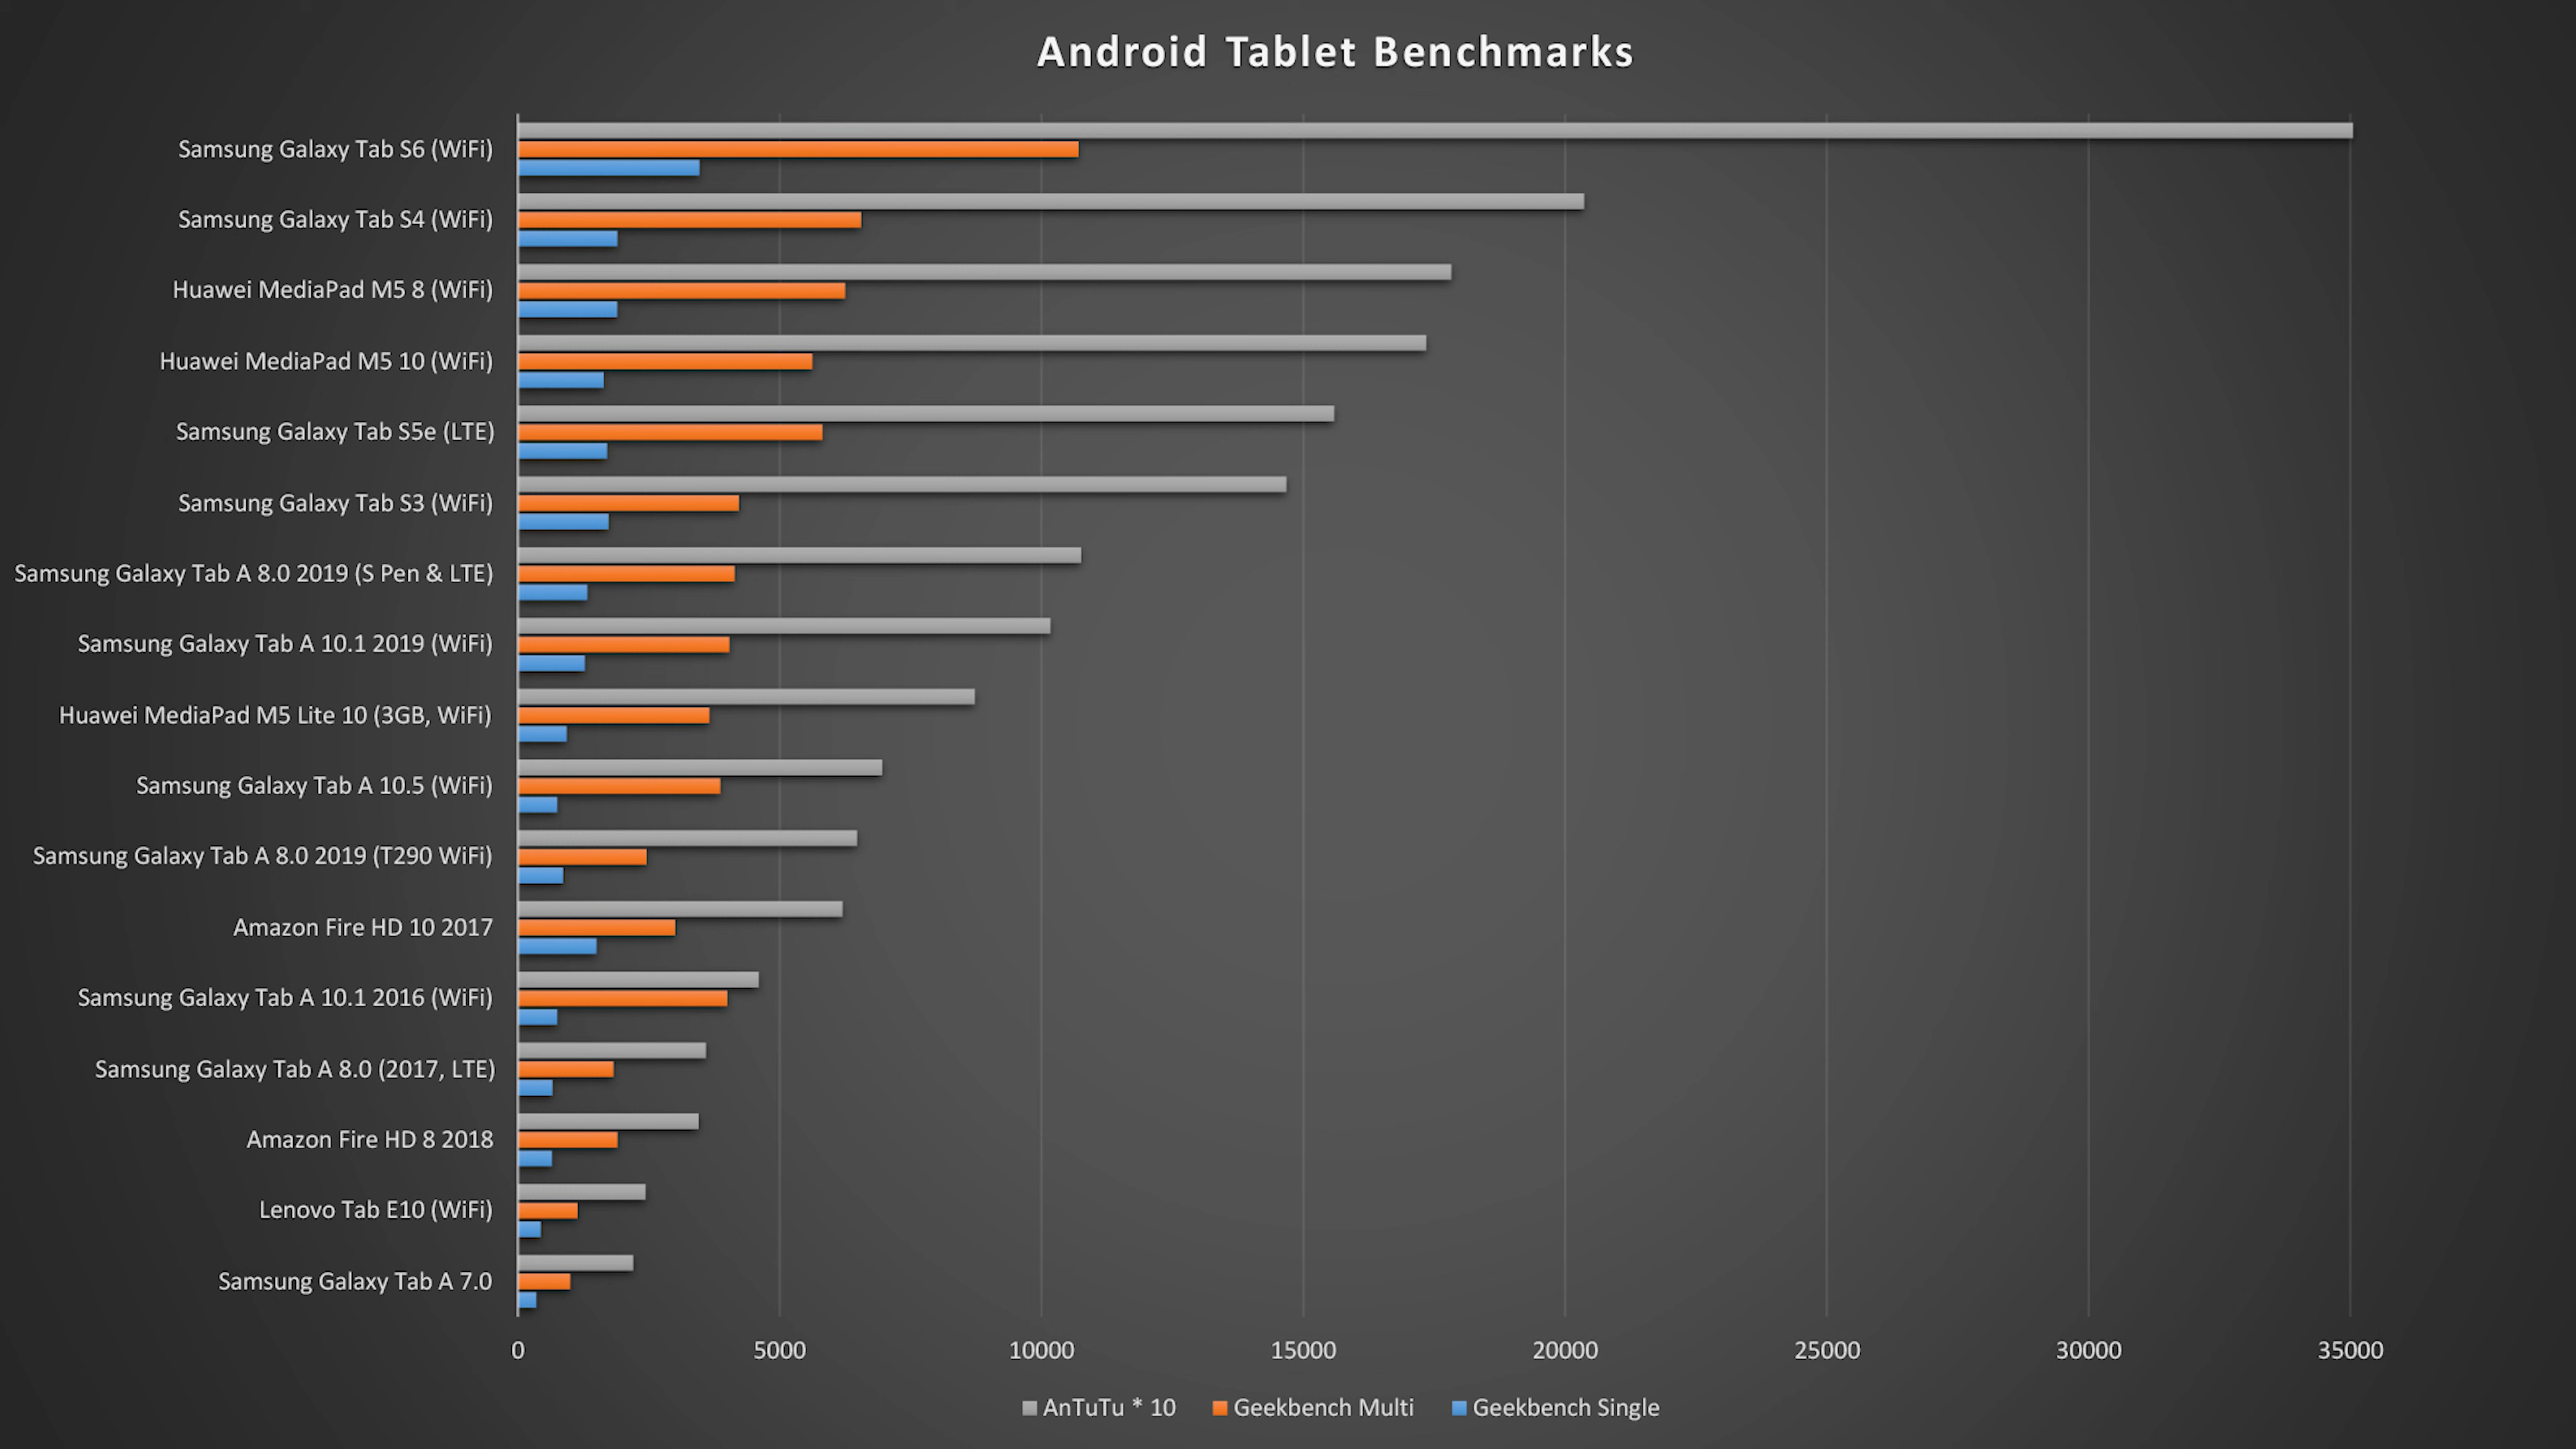 Android Tablet Benchmarks
Samsung Galaxy Tab S6 (WiFi)
Samsung Galaxy Tab S4 (WiFi)
Huawei MediaPad M5 8 (WiFi)
Huawei MediaPad M5 10 (WiFi)
Samsung Galaxy Tab S5e (LTE)
Samsung Galaxy Tab S3 (WiFi)
Samsung Galaxy Tab A 8.0 2019 (S Pen & LTE)
Samsung Galaxy Tab A 10.1 2019 (WiFi)
Huawei MediaPad M5 Lite 10 (3GB, WiFi)
Samsung Galaxy Tab A 10.5 (WiFi)
Samsung Galaxy Tab A 8.0 2019 (T290 WiFi)
Amazon Fire HD 10 2017
Samsung Galaxy Tab A 10.1 2016 (WiFi)
Samsung Galaxy Tab A 8.0 (2017, LTE)
Amazon Fire HD 8 2018
Lenovo Tab E10 (WiFi)
Samsung Galaxy Tab A 7.0
0 5000 10000 15000 20000 25000 30000 35000
AnTuTu * 10 Geekbench Multi Geekbench Single